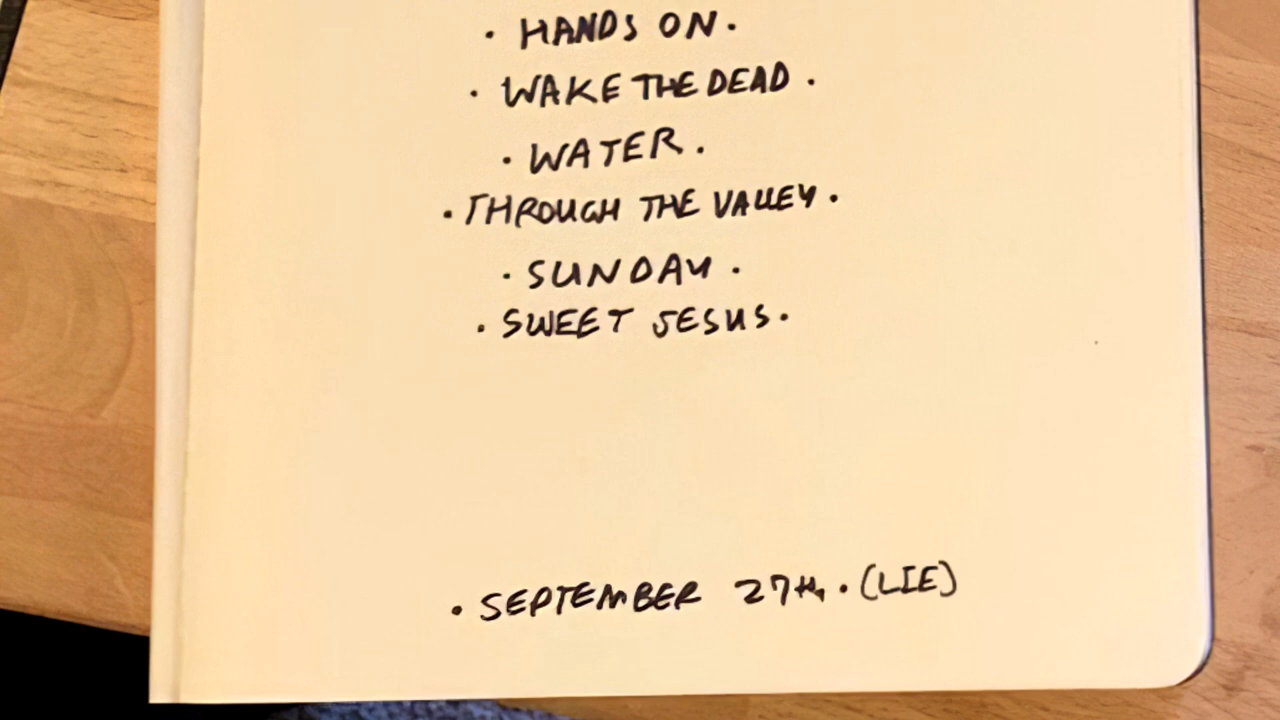 · HANDS ON ·
· WAKE THE DEAD ·
· WATER ·
· THROUGH THE VALLEY ·
· SUNDAY ·
· SWEET JESUS ·
· SEPTEMBER 27th · (LIE)